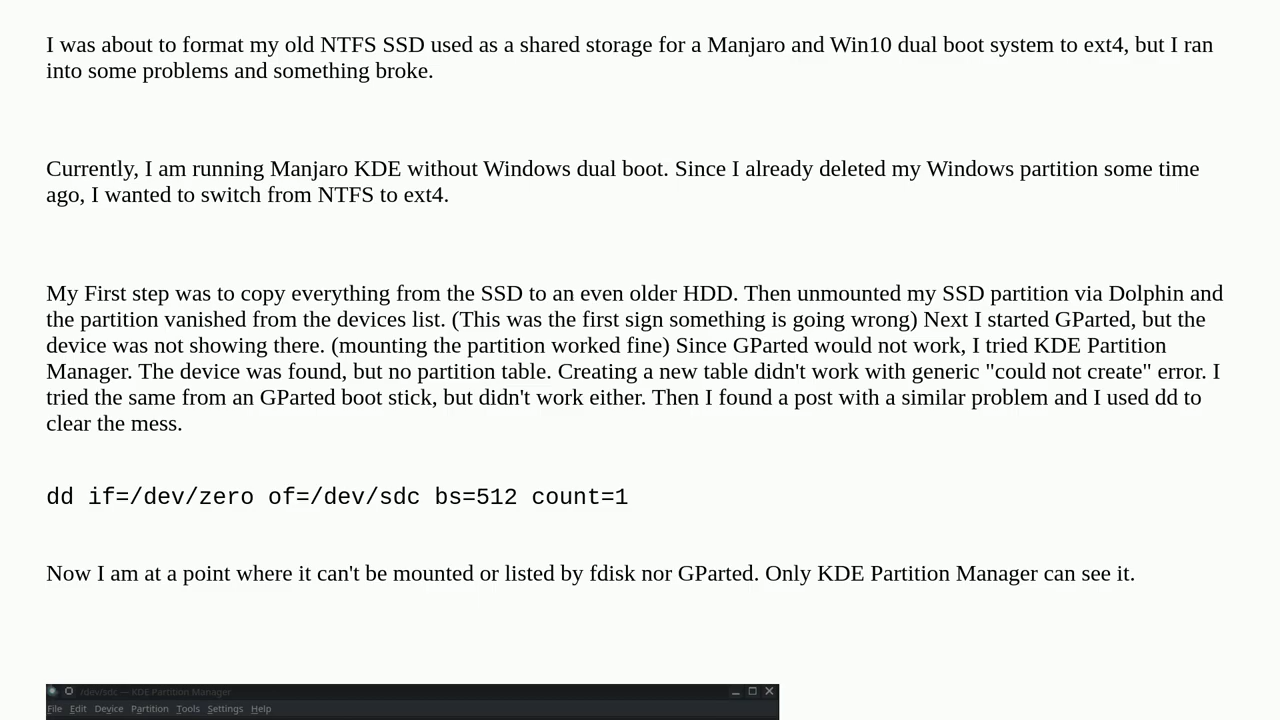 I was about to format my old NTFS SSD used as a shared storage for a Manjaro and Win10 dual boot system to ext4, but I ran
into some problems and something broke.
Currently, I am running Manjaro KDE without Windows dual boot. Since I already deleted my Windows partition some time
ago, I wanted to switch from NTFS to ext4.
My First step was to copy everything from the SSD to an even older HDD. Then unmounted my SSD partition via Dolphin and
the partition vanished from the devices list. (This was the first sign something is going wrong) Next I started GParted, but the
device was not showing there. (mounting the partition worked fine) Since GParted would not work, I tried KDE Partition
Manager. The device was found, but no partition table. Creating a new table didn't work with generic "could not create" error. I
tried the same from an GParted boot stick, but didn't work either. Then I found a post with a similar problem and I used dd to
clear the mess.
dd if=/dev/zero of=/dev/sdc bs=512 count=1
Now I am at a point where it can't be mounted or listed by fdisk nor GParted. Only KDE Partition Manager can see it.
/dev/sdc — KDE Partition Manager
File Edit Device Partition Tools Settings Help